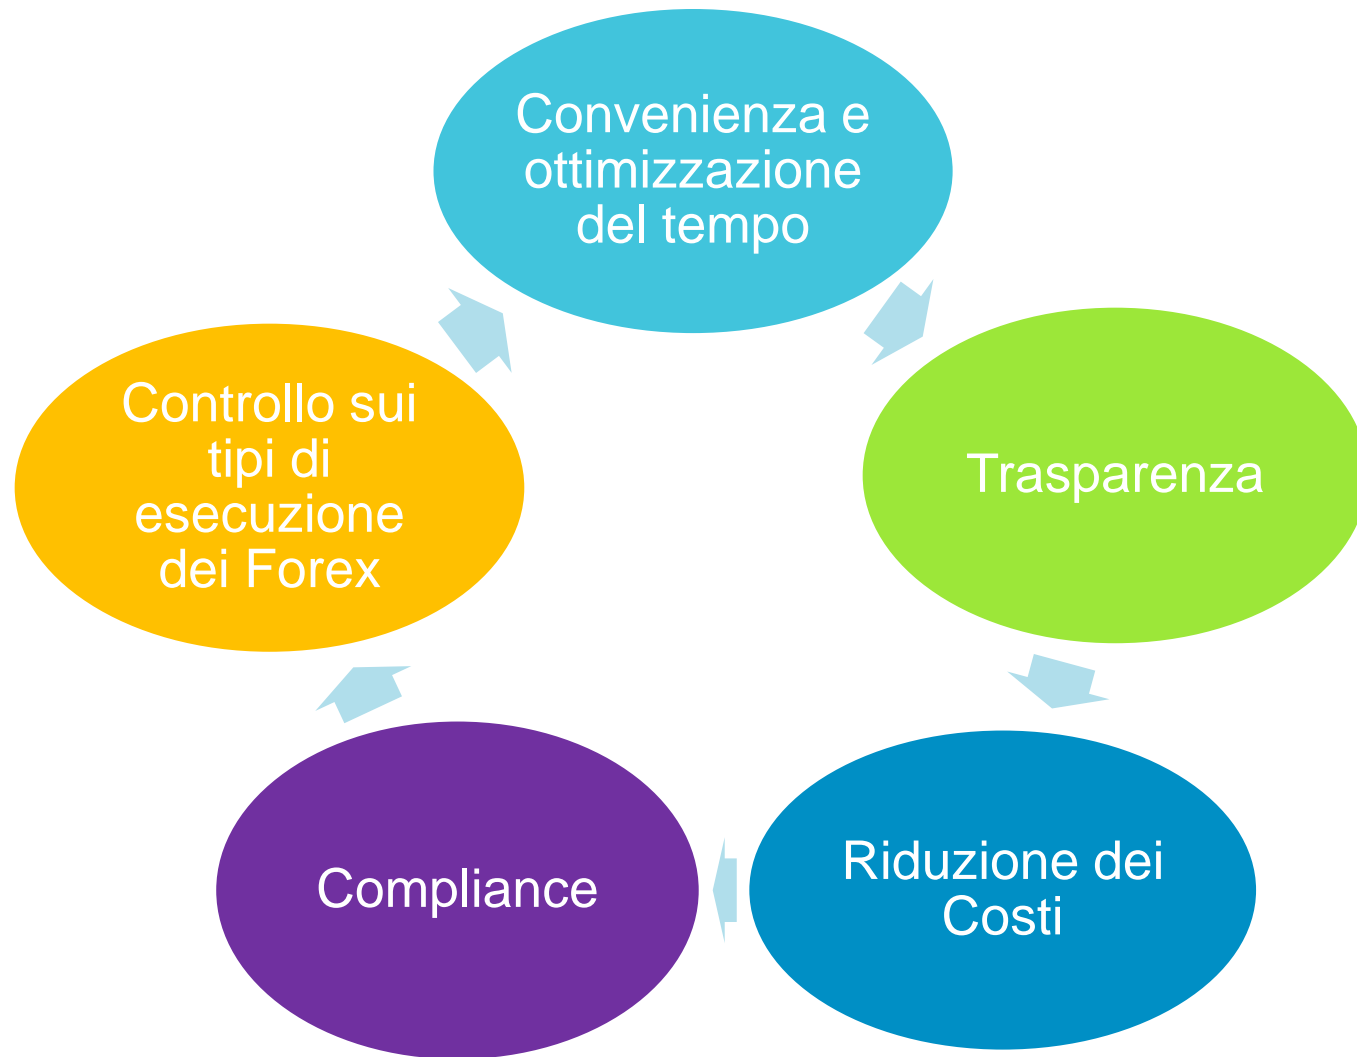 Convenienza e
ottimizzazione
del tempo
Trasparenza
Riduzione dei
Costi
Compliance
Controllo sui
tipi di
esecuzione
dei Forex